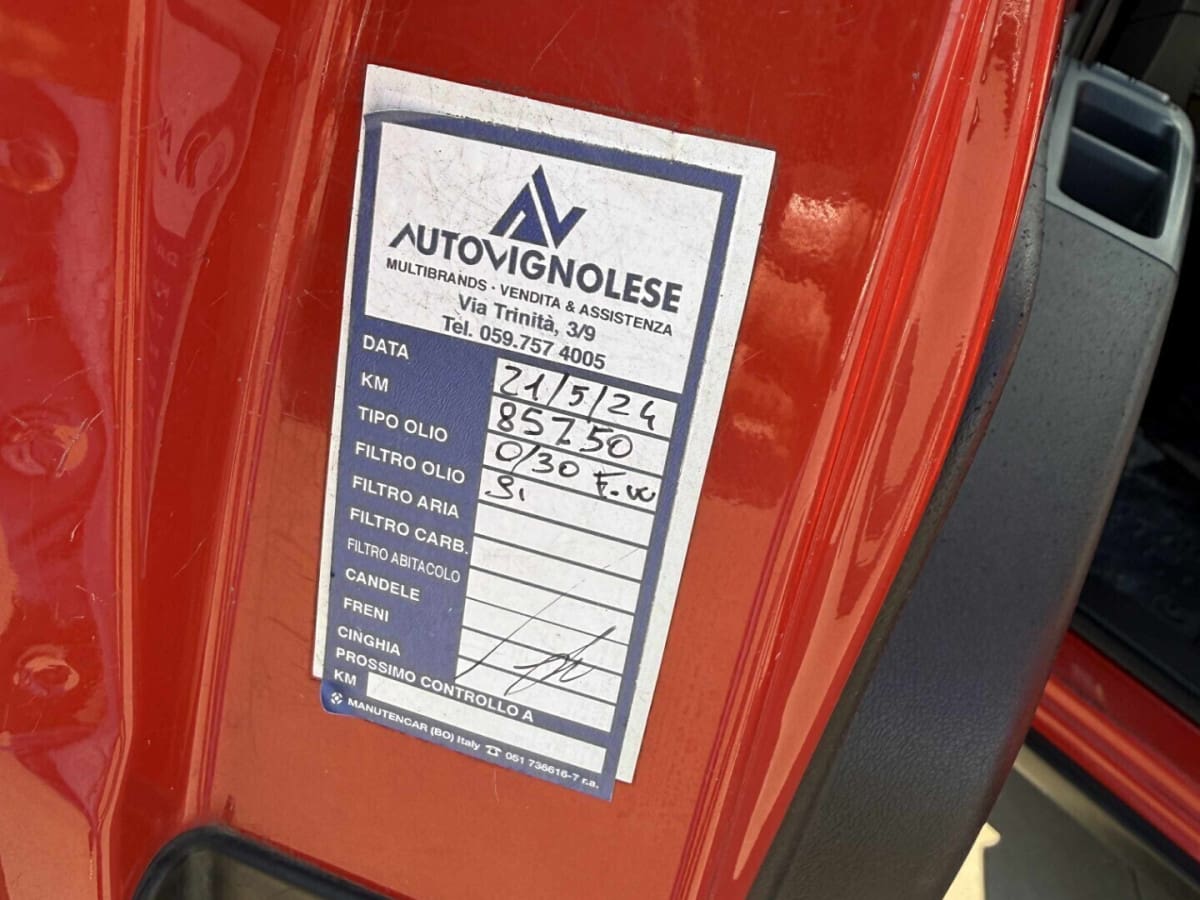 AUTOVIGNOLESE
MULTIBRANDS · VENDITA & ASSISTENZA
Via Trinità, 3/9
Tel. 059.757 4005
DATA 21/5/24
KM 85750
TIPO OLIO 0/30
FILTRO OLIO Si
FILTRO ARIA
FILTRO CARB.
FILTRO ABITACOLO
CANDELE
FRENI
CINGHIA
PROSSIMO CONTROLLO A
KM
MANUTENCAR (BO) Italy ☎ 051 736616-7 r.a.